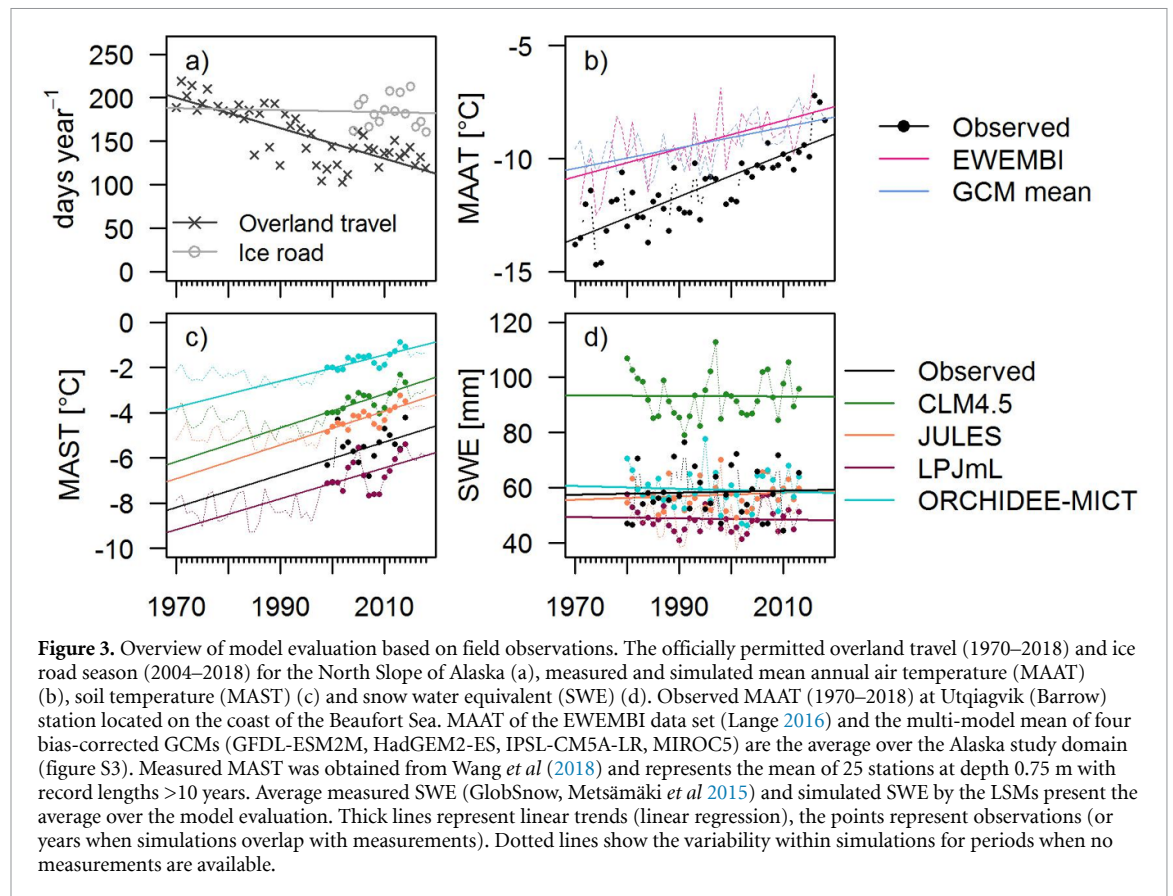 a)
250
200
150
100
50
0
days year−1
Overland travel
Ice road
b)
-5
-10
-15
MAAT [°C]
Observed
EWEMBI
GCM mean
c)
0
-2
-4
-6
-8
-10
MAST [°C]
1970 1990 2010
d)
120
100
80
60
40
SWE [mm]
1970 1990 2010
Observed
CLM4.5
JULES
LPJmL
ORCHIDEE-MICT
Figure 3. Overview of model evaluation based on field observations. The officially permitted overland travel (1970–2018) and ice
road season (2004–2018) for the North Slope of Alaska (a), measured and simulated mean annual air temperature (MAAT)
(b), soil temperature (MAST) (c) and snow water equivalent (SWE) (d). Observed MAAT (1970–2018) at Utqiagvik (Barrow)
station located on the coast of the Beaufort Sea. MAAT of the EWEMBI data set (Lange 2016) and the multi-model mean of four
bias-corrected GCMs (GFDL-ESM2M, HadGEM2-ES, IPSL-CM5A-LR, MIROC5) are the average over the Alaska study domain
(figure S3). Measured MAST was obtained from Wang et al (2018) and represents the mean of 25 stations at depth 0.75 m with
record lengths >10 years. Average measured SWE (GlobSnow, Metsämäki et al 2015) and simulated SWE by the LSMs present the
average over the model evaluation. Thick lines represent linear trends (linear regression), the points represent observations (or
years when simulations overlap with measurements). Dotted lines show the variability within simulations for periods when no
measurements are available.